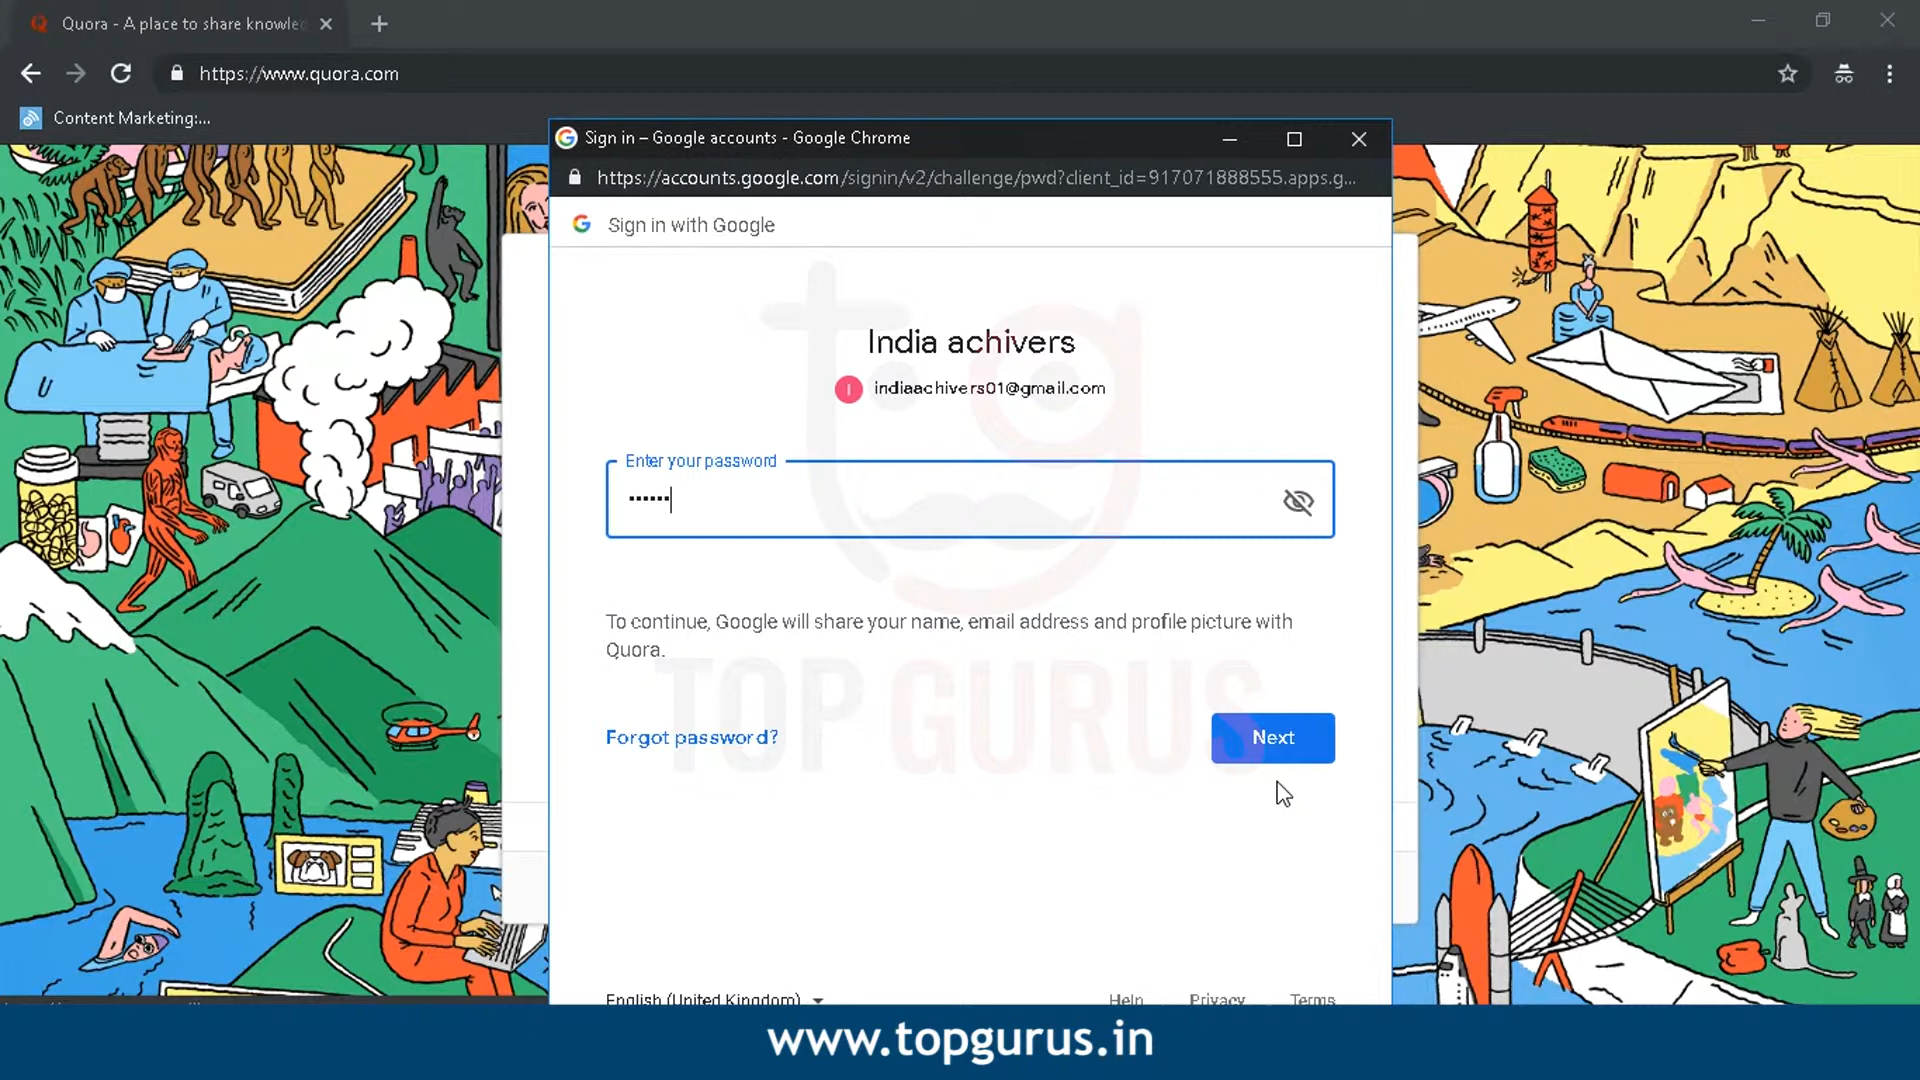 Quora - A place to share knowled
https://www.quora.com
Content Marketing:...
Sign in – Google accounts - Google Chrome
https://accounts.google.com/signin/v2/challenge/pwd?client_id=917071888555.apps.g...
Sign in with Google
India achivers
I indiaachivers01@gmail.com
Enter your password
••••••
To continue, Google will share your name, email address and profile picture with
Quora.
TOP GURUS
Forgot password?
Next
English (United Kingdom)
Help
Privacy
Terms
www.topgurus.in